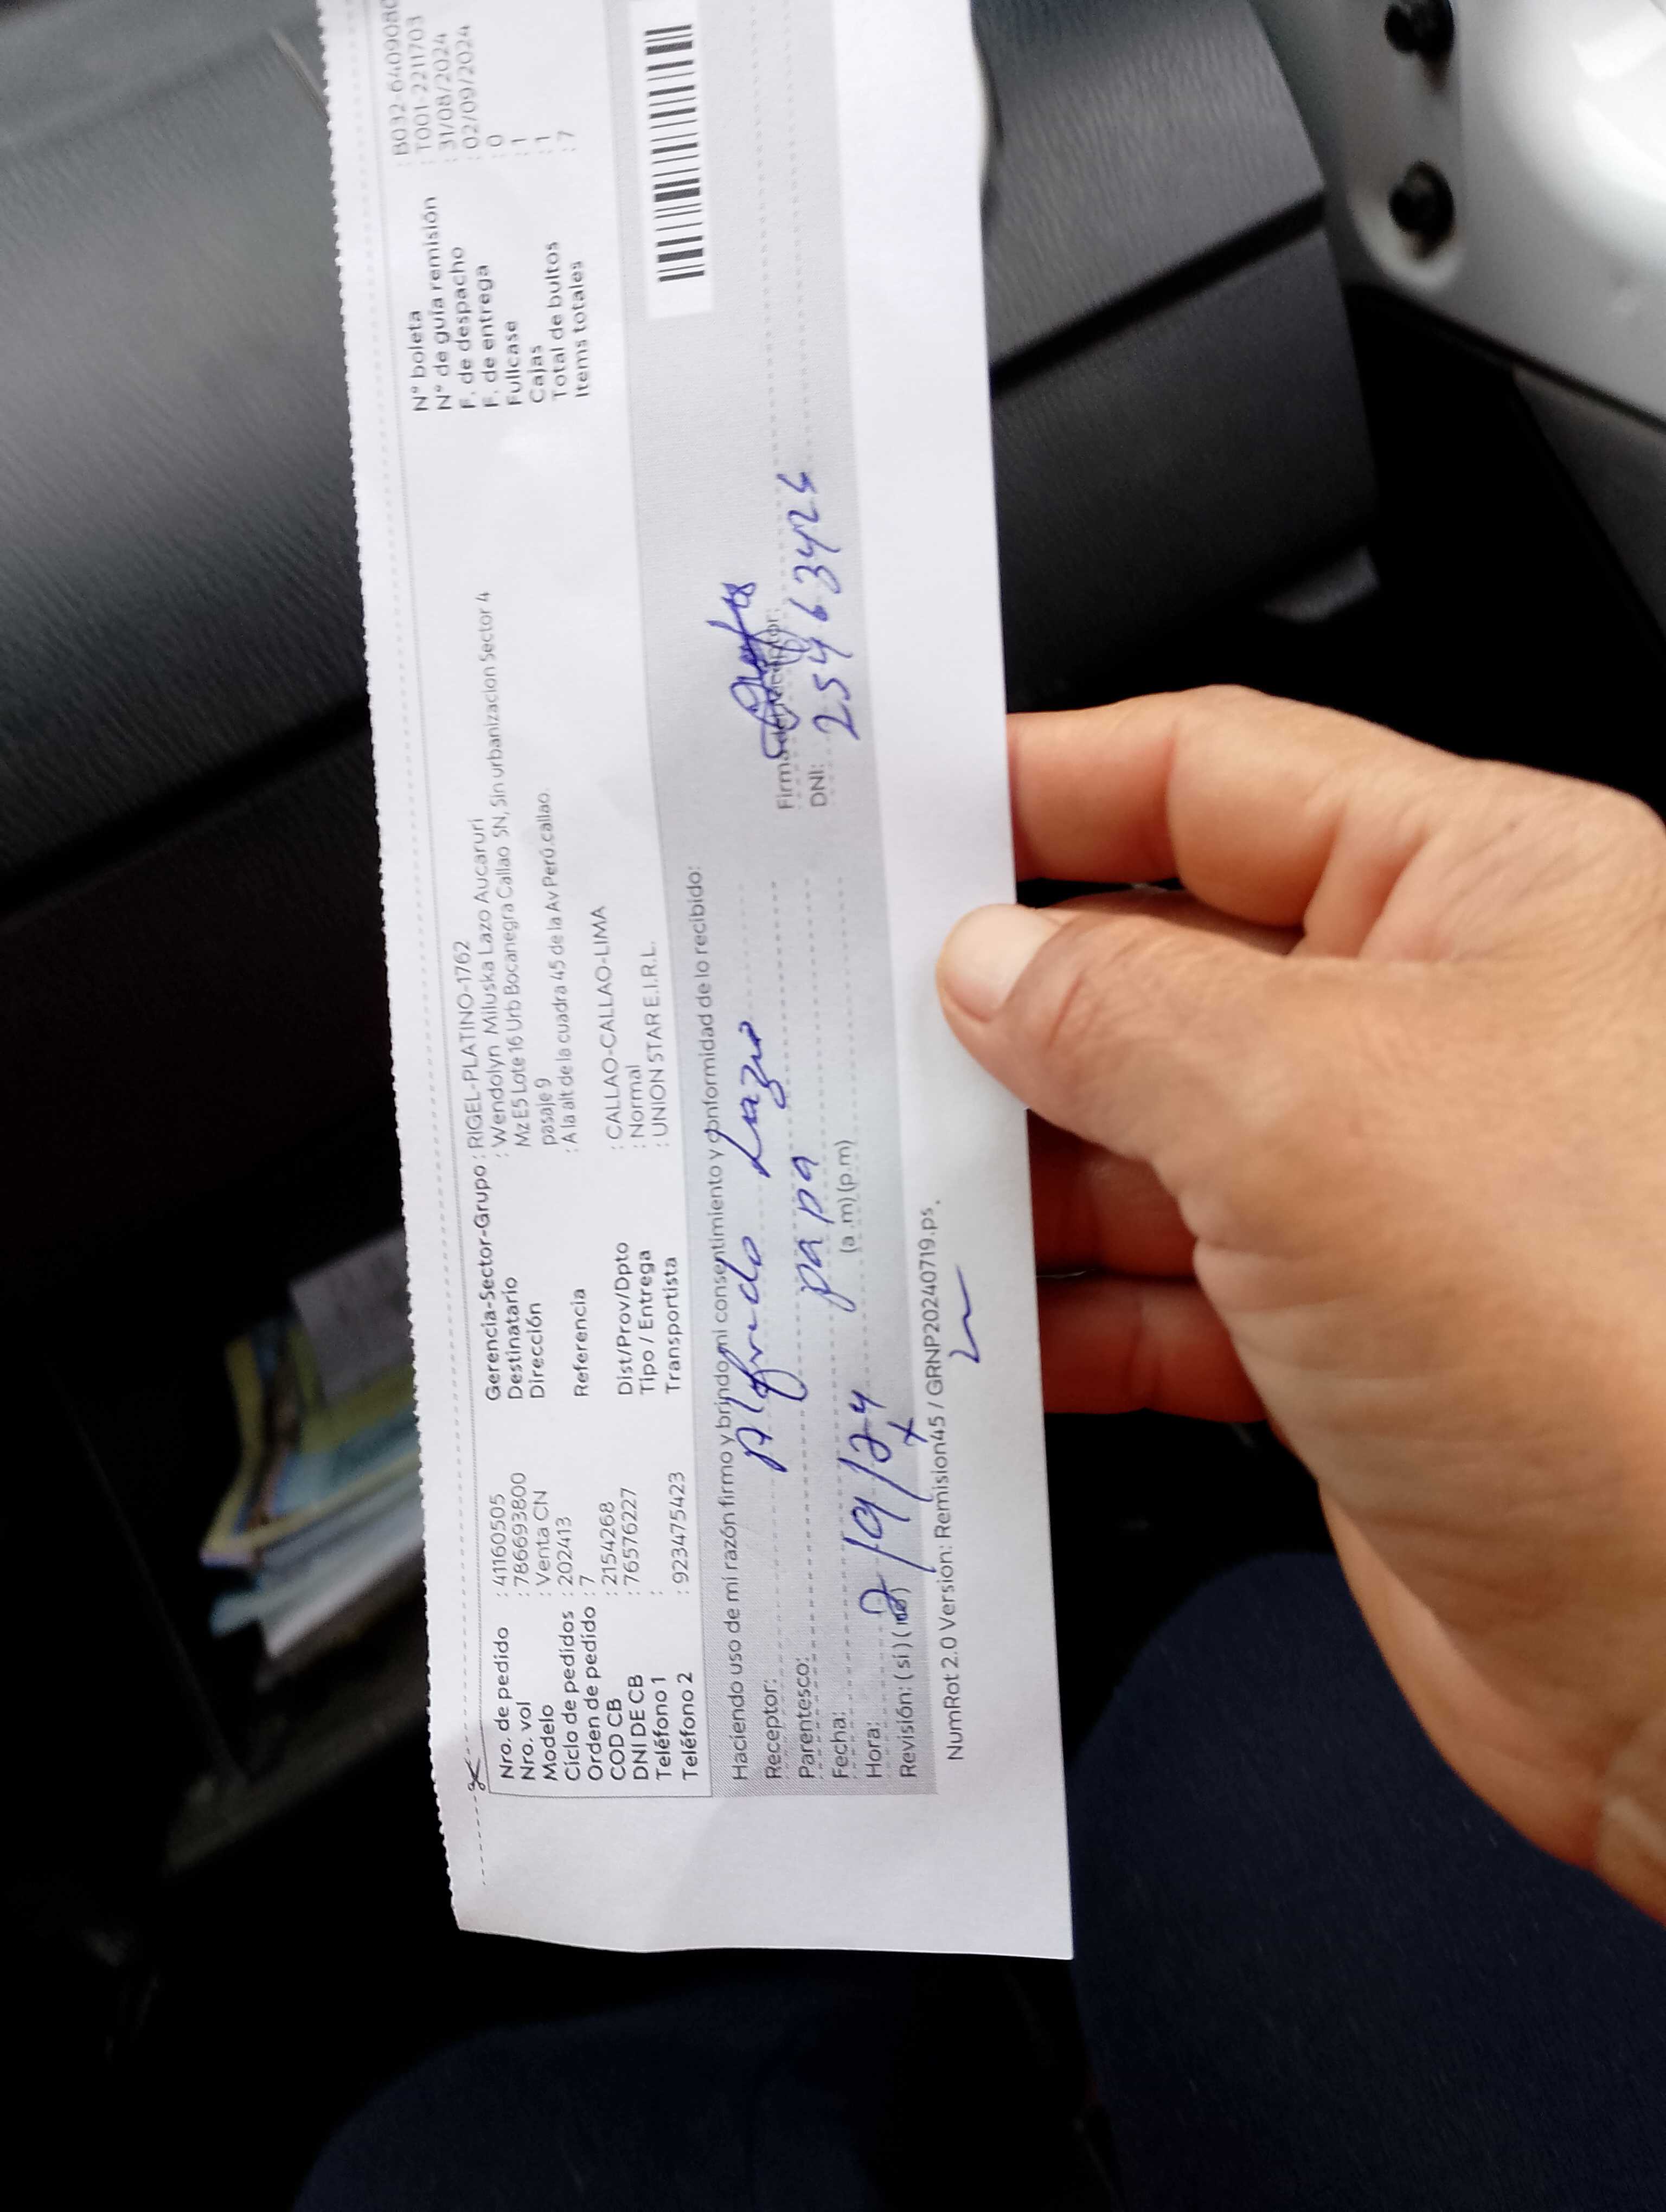 Nro. de pedido : 41160505
Nro. vol : 786693800
Modelo : Venta CN
Ciclo de pedidos : 202413
Orden de pedido : 7
COD CB : 2154268
DNI DE CB : 76576227
Teléfono 1 :
Teléfono 2 : 923475423
Gerencia-Sector-Grupo : RIGEL-PLATINO-1762
Destinatario : Wendolyn Miluska Lazo Aucaruri
Dirección Mz E5 Lote 16 Urb Bocanegra Callao SN, Sin urbanizacion Sector 4
pasaje 9
Referencia : A la alt de la cuadra 45 de la Av Perú.callao.
Dist/Prov/Dpto : CALLAO-CALLAO-LIMA
Tipo / Entrega : Normal
Transportista : UNION STAR E.I.R.L.
N° boleta : B032-6409080
N° de guía remisión : T001-2211703
F. de despacho : 31/08/2024
F. de entrega : 02/09/2024
Fullcase : 0
Cajas : 1
Total de bultos : 1
Items totales : 7
Haciendo uso de mi razón firmo y brindo mi consentimiento y conformidad de lo recibido:
Receptor: Alfredo Lazo
Parentesco: papa
Fecha: 2/9/24
Hora: (a .m) (p.m)
Revisión: ( si ) (
Firma del receptor:
DNI: 25463424
NumRot 2.0 Version: Remision45 / GRNP20240719.ps.